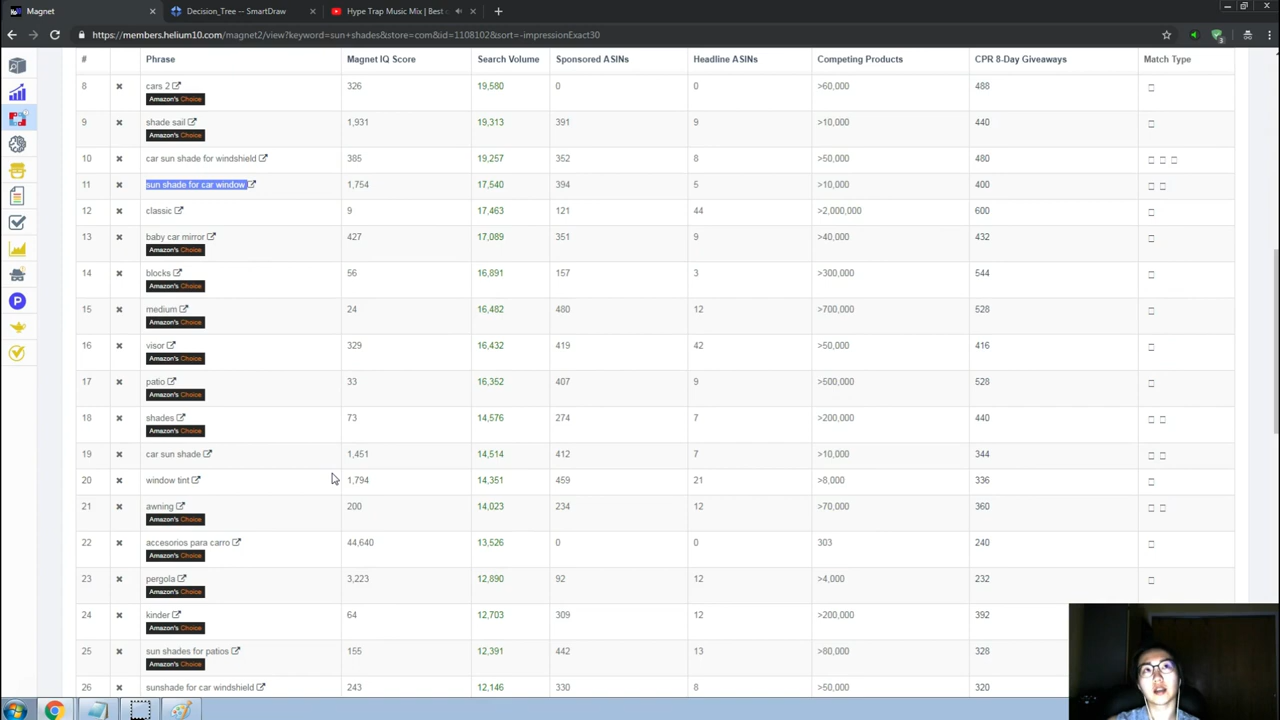 Magnet
Decision_Tree -- SmartDraw
Hype Trap Music Mix | Best
https://members.helium10.com/magnet2/view?keyword=sun+shades&store=com&id=1108102&sort=-impressionExact30
# Phrase Magnet IQ Score Search Volume Sponsored ASINs Headline ASINs Competing Products CPR 8-Day Giveaways Match Type
8 cars 2 326 19,580 0 0 >60,000 488
Amazon's Choice
9 shade sail 1,931 19,313 391 9 >10,000 440
Amazon's Choice
10 car sun shade for windshield 385 19,257 352 8 >50,000 480
11 sun shade for car window 1,754 17,540 394 5 >10,000 400
12 classic 9 17,463 121 44 >2,000,000 600
13 baby car mirror 427 17,089 351 9 >40,000 432
Amazon's Choice
14 blocks 56 16,891 157 3 >300,000 544
Amazon's Choice
15 medium 24 16,482 480 12 >700,000 528
Amazon's Choice
16 visor 329 16,432 419 42 >50,000 416
Amazon's Choice
17 patio 33 16,352 407 9 >500,000 528
Amazon's Choice
18 shades 73 14,576 274 7 >200,000 440
Amazon's Choice
19 car sun shade 1,451 14,514 412 7 >10,000 344
20 window tint 1,794 14,351 459 21 >8,000 336
21 awning 200 14,023 234 12 >70,000 360
Amazon's Choice
22 accesorios para carro 44,640 13,526 0 0 303 240
Amazon's Choice
23 pergola 3,223 12,890 92 12 >4,000 232
Amazon's Choice
24 kinder 64 12,703 309 12 >200,000 392
Amazon's Choice
25 sun shades for patios 155 12,391 442 13 >80,000 328
Amazon's Choice
26 sunshade for car windshield 243 12,146 330 8 >50,000 320